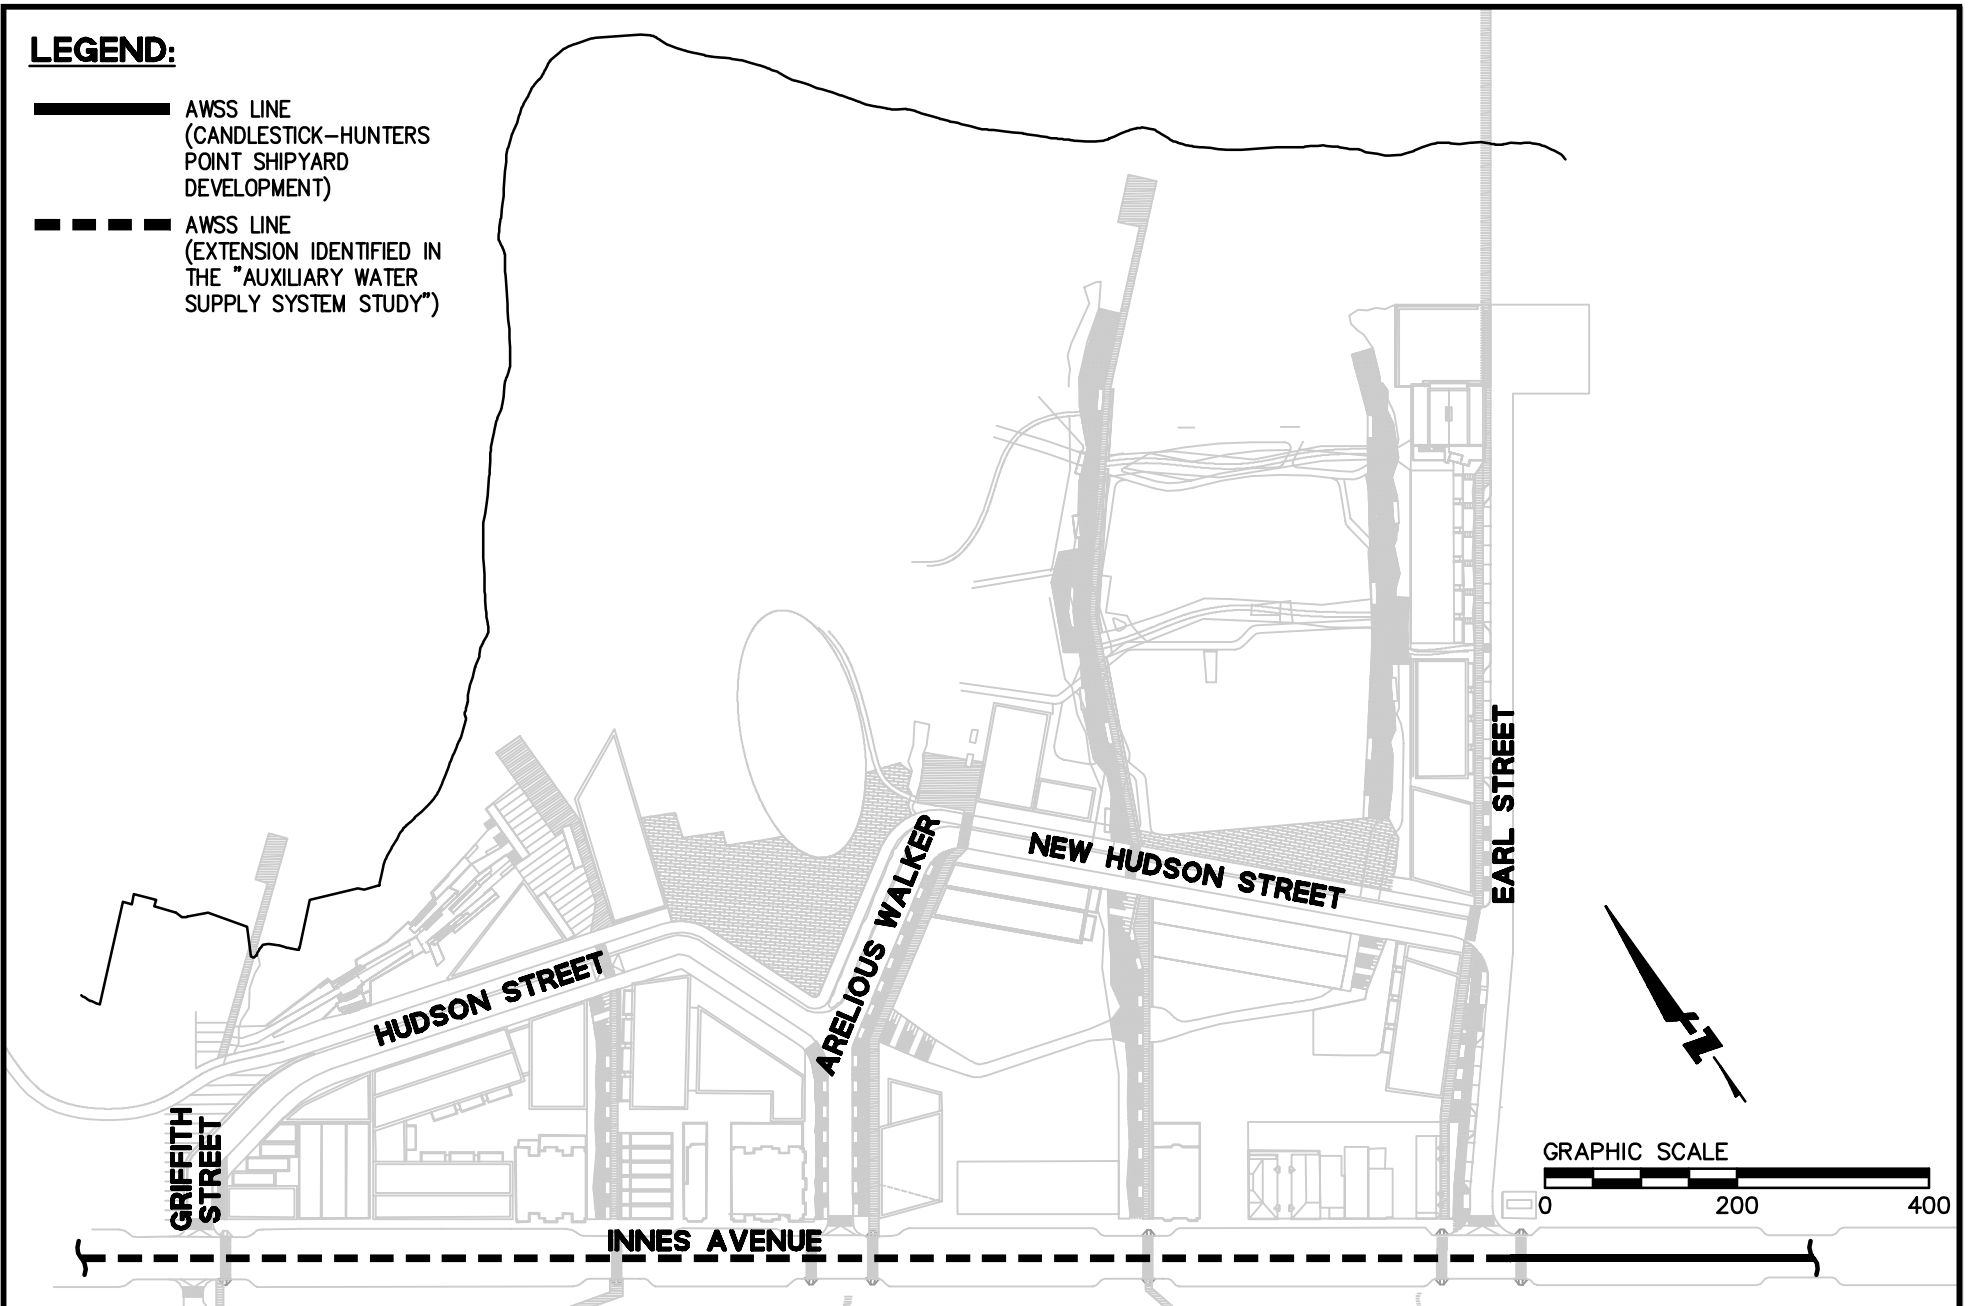 LEGEND:
AWSS LINE
(CANDLESTICK-HUNTERS
POINT SHIPYARD
DEVELOPMENT)
AWSS LINE
(EXTENSION IDENTIFIED IN
THE "AUXILIARY WATER
SUPPLY SYSTEM STUDY")
EARL STREET
NEW HUDSON STREET
ARELIOUS WALKER
HUDSON STREET
GRIFFITH
STREET
INNES AVENUE
Z
GRAPHIC SCALE
0 200 400